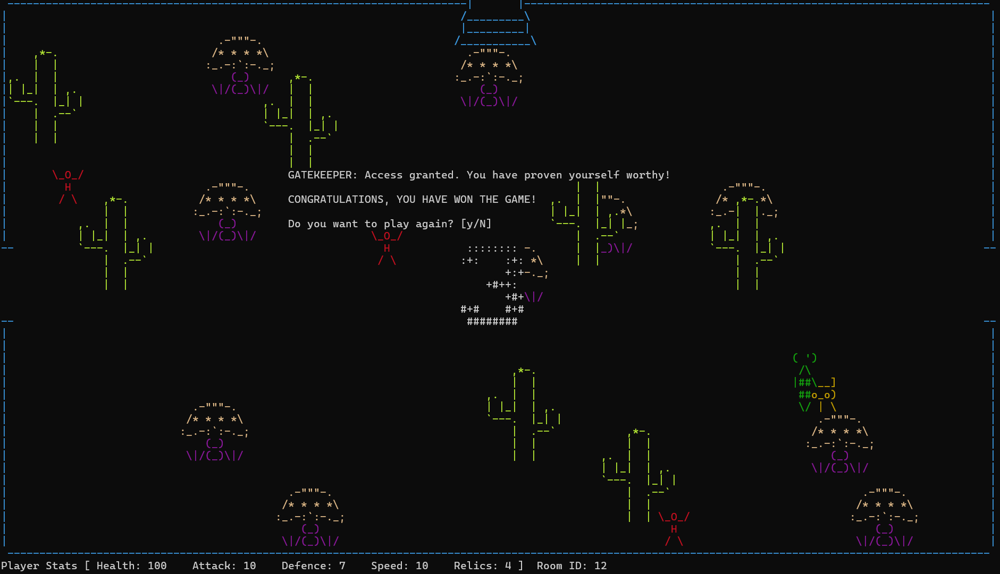 GATEKEEPER: Access granted. You have proven yourself worthy!
CONGRATULATIONS, YOU HAVE WON THE GAME!
Do you want to play again? [y/N]
Player Stats [ Health: 100    Attack: 10    Defence: 7    Speed: 10    Relics: 4 ]  Room ID: 12